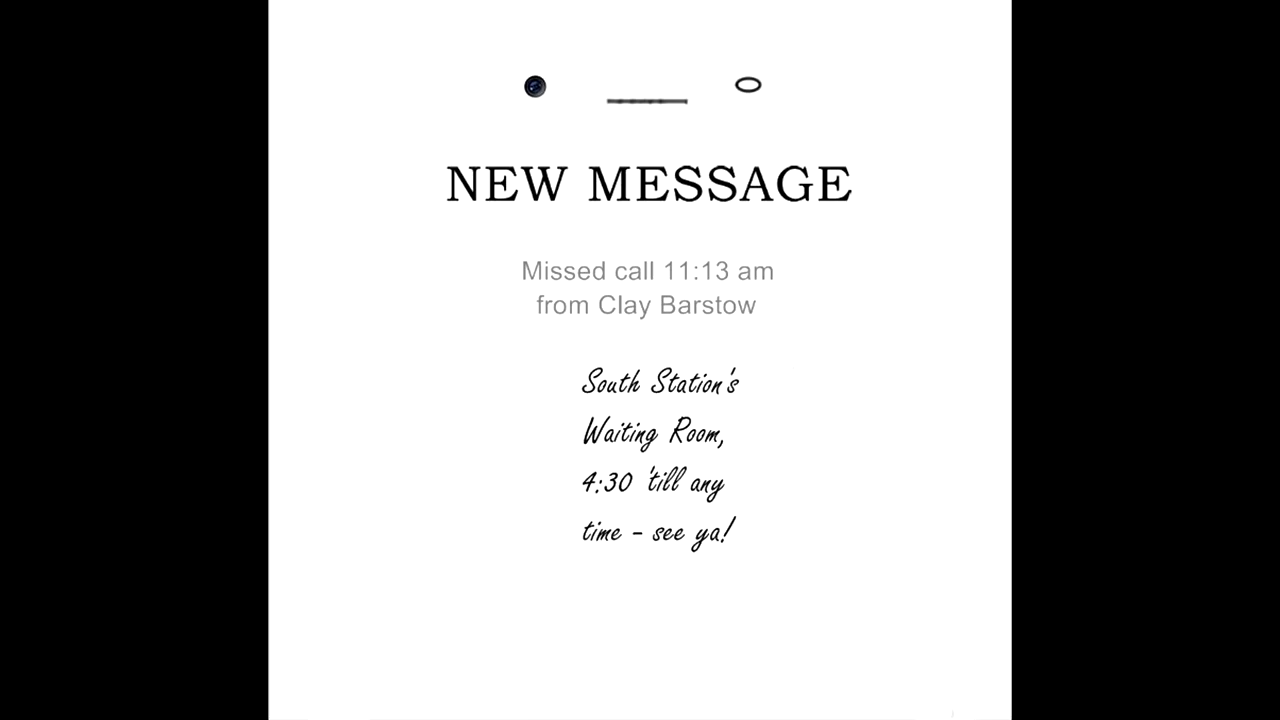 NEW MESSAGE
Missed call 11:13 am
from Clay Barstow
South Station's
Waiting Room,
4:30 'till any
time - see ya!